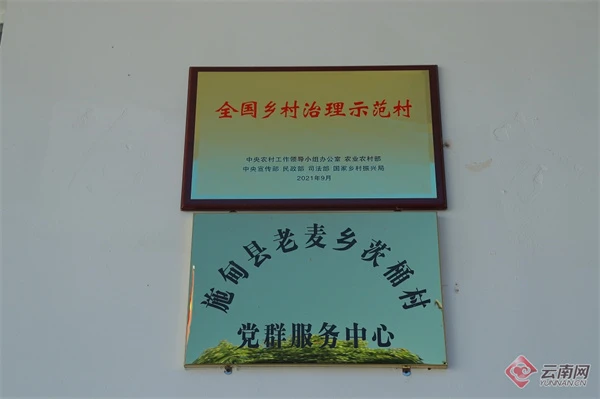 全国乡村治理示范村
中央农村工作领导小组办公室 农业农村部
中央宣传部 民政部 司法部 国家乡村振兴局
2021年9月
施甸县老麦乡茨桶村
党群服务中心
云南网
YUNNAN.CN